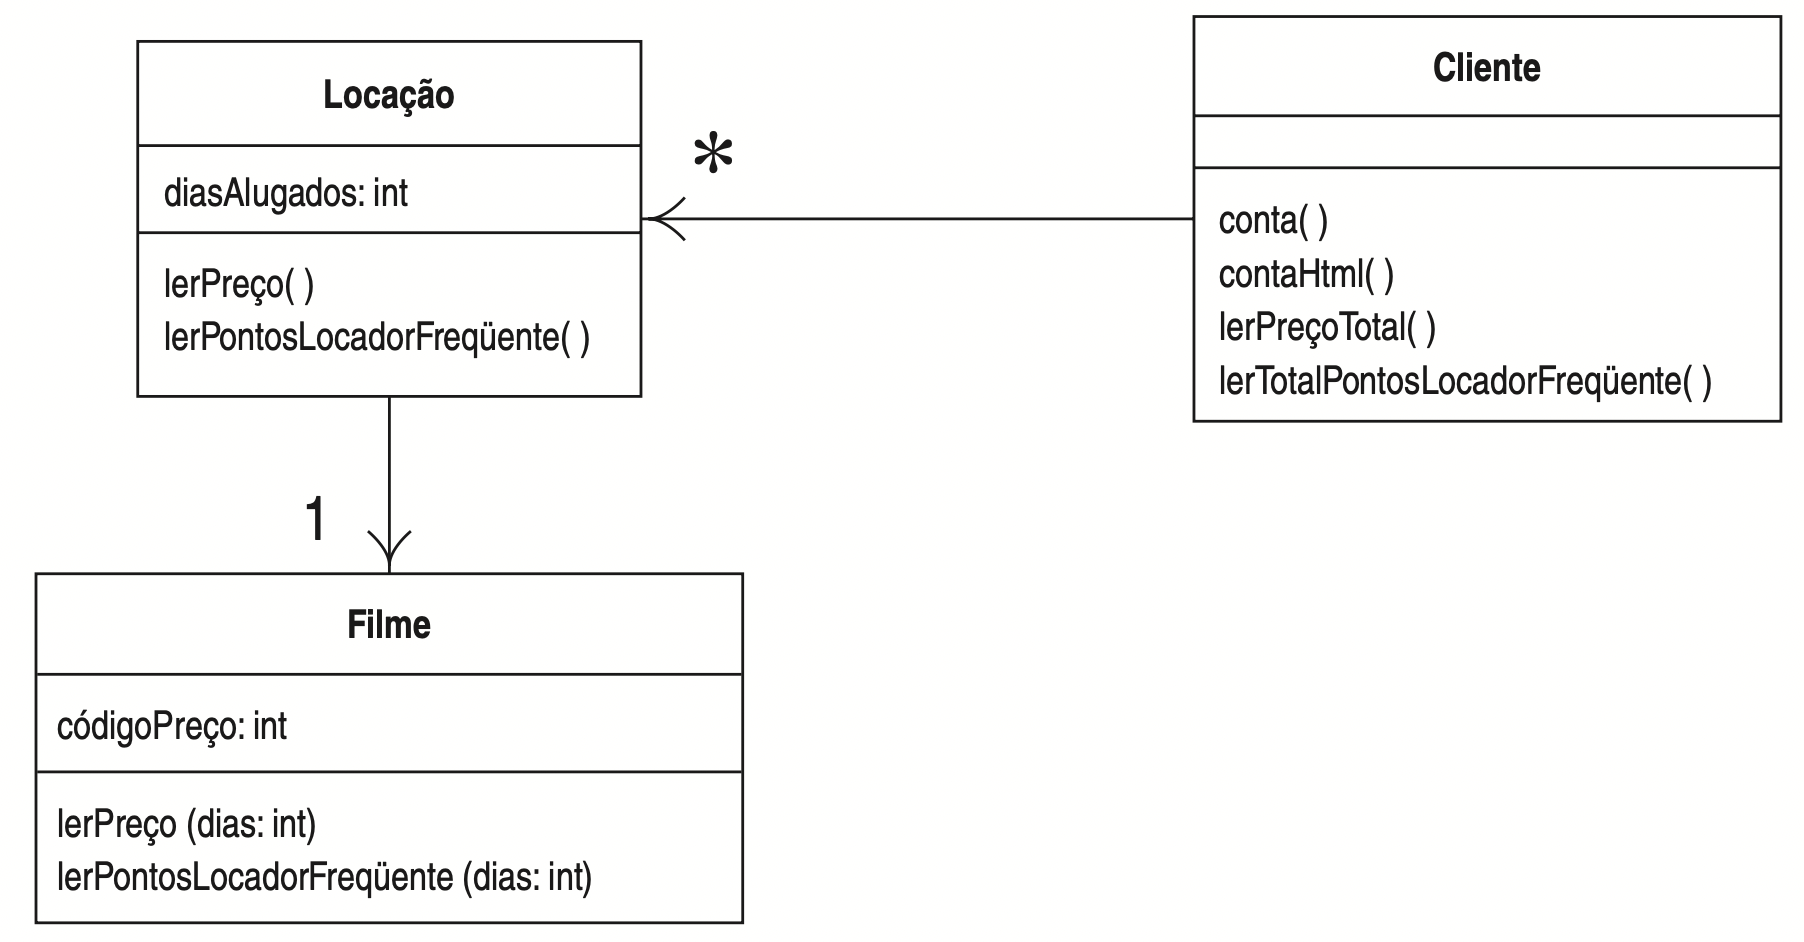 Locação
diasAlugados: int
lerPreço( )
lerPontosLocadorFreqüente( )
*
Cliente
conta( )
contaHtml( )
lerPreçoTotal( )
lerTotalPontosLocadorFreqüente( )
1
Filme
códigoPreço: int
lerPreço (dias: int)
lerPontosLocadorFreqüente (dias: int)